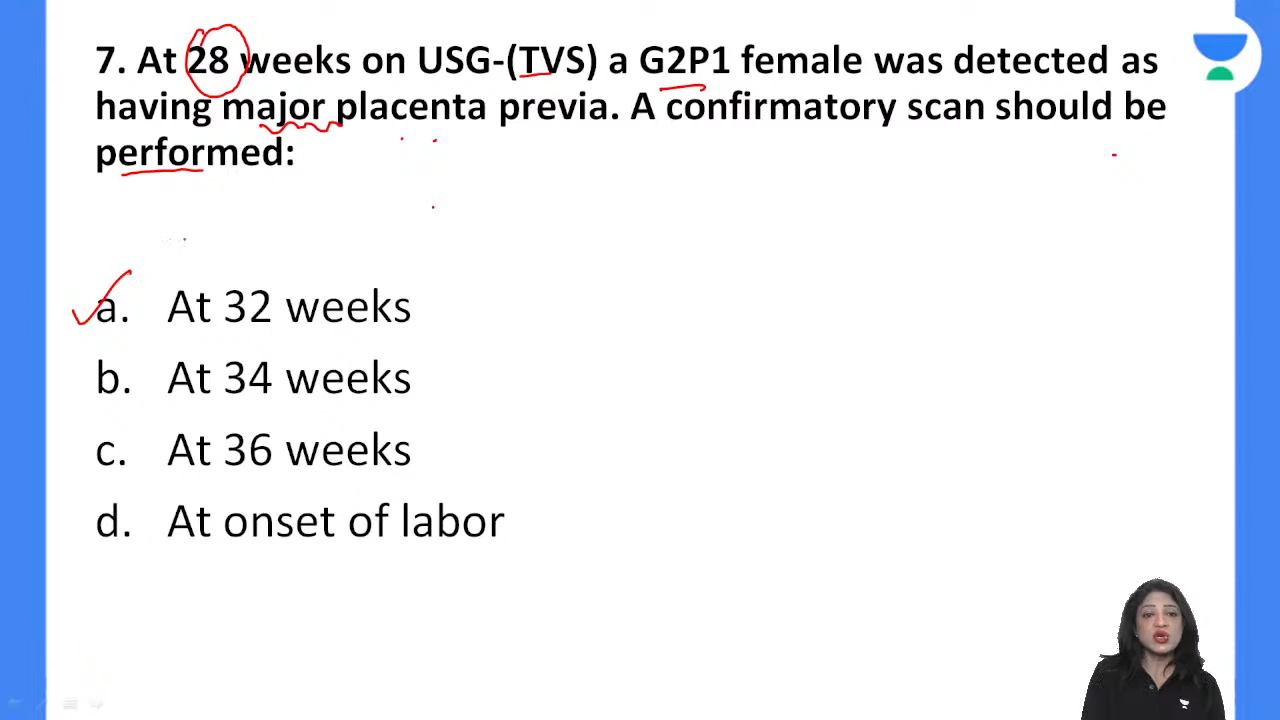 7. At 28 weeks on USG-(TVS) a G2P1 female was detected as
having major placenta previa. A confirmatory scan should be
performed:
a. At 32 weeks
b. At 34 weeks
c. At 36 weeks
d. At onset of labor